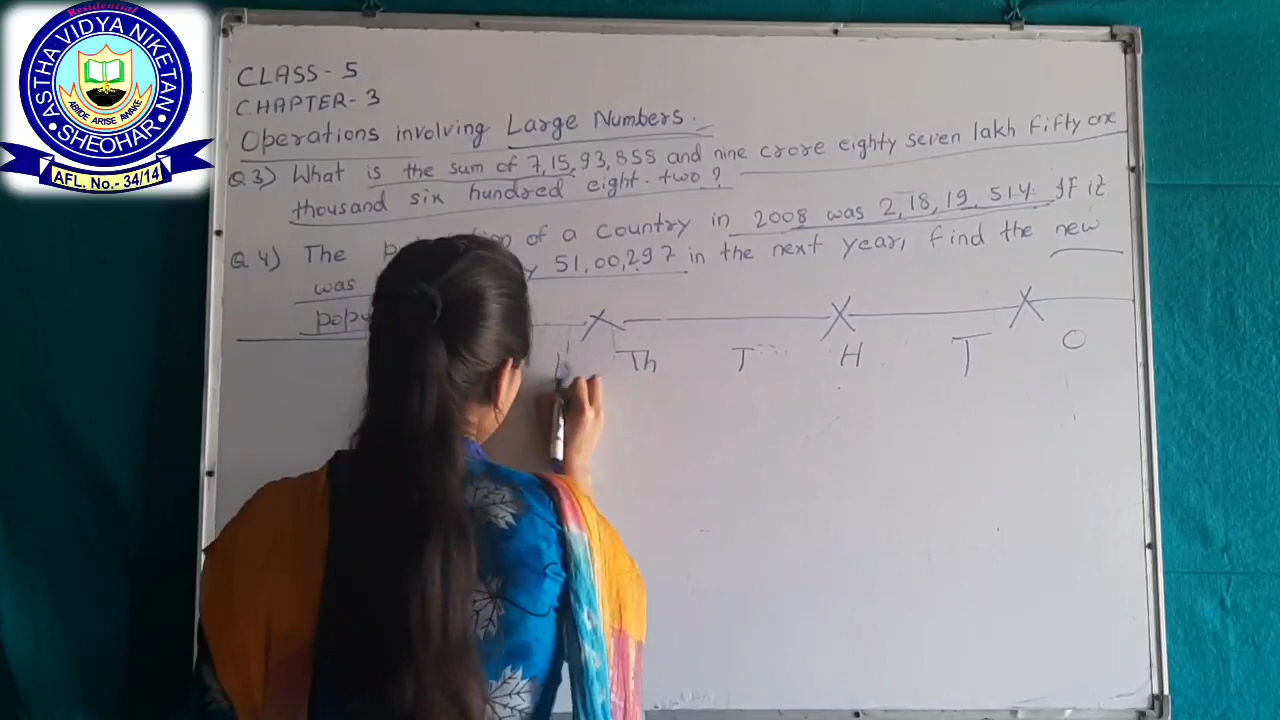 Residential
ASTHA VIDYA NIKETAN
ABIDE ARISE AWAKE
SHEOHAR
AFL. No.- 34/14
CLASS - 5
CHAPTER - 3
Operations involving Large Numbers.
Q.3) What is the sum of 7,15,93,858 and nine crore eighty seven lakh fifty one
thousand six hundred eight-two?
Q.4) The of a country in 2008 was 2,18,19,514. If it
was 51,00,297 in the next year, find the new
Th T H T O